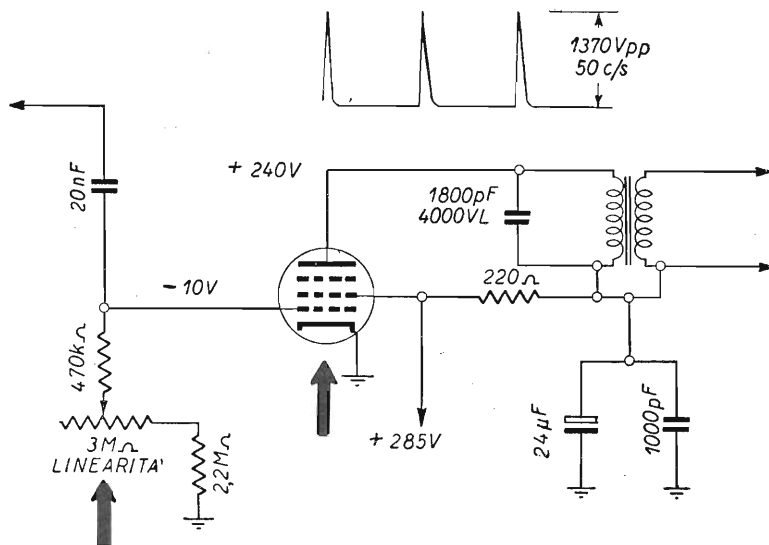 1370Vpp
50 c/s
20nF
+ 240V
1800pF
4000VL
- 10V
220Ω
470kΩ
3MΩ
LINEARITA'
2,2MΩ
+ 285V
24µF
1000pF